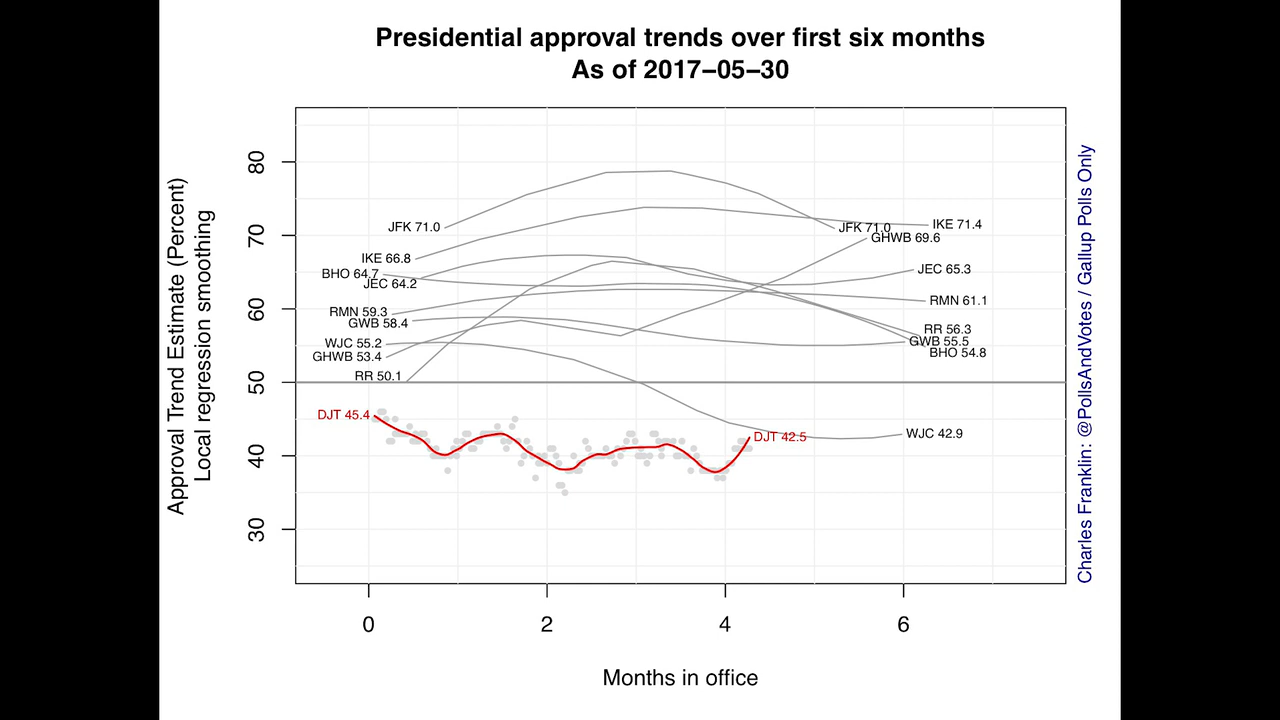 Presidential approval trends over first six months
As of 2017−05−30
Approval Trend Estimate (Percent)
Local regression smoothing
80
70
60
50
40
30
JFK 71.0
IKE 66.8
BHO 64.7
JEC 64.2
RMN 59.3
GWB 58.4
WJC 55.2
GHWB 53.4
RR 50.1
DJT 45.4
IKE 71.4
JFK 71.0
GHWB 69.6
JEC 65.3
RMN 61.1
RR 56.3
GWB 55.5
BHO 54.8
WJC 42.9
DJT 42.5
0 2 4 6
Months in office
Charles Franklin: @PollsAndVotes / Gallup Polls Only